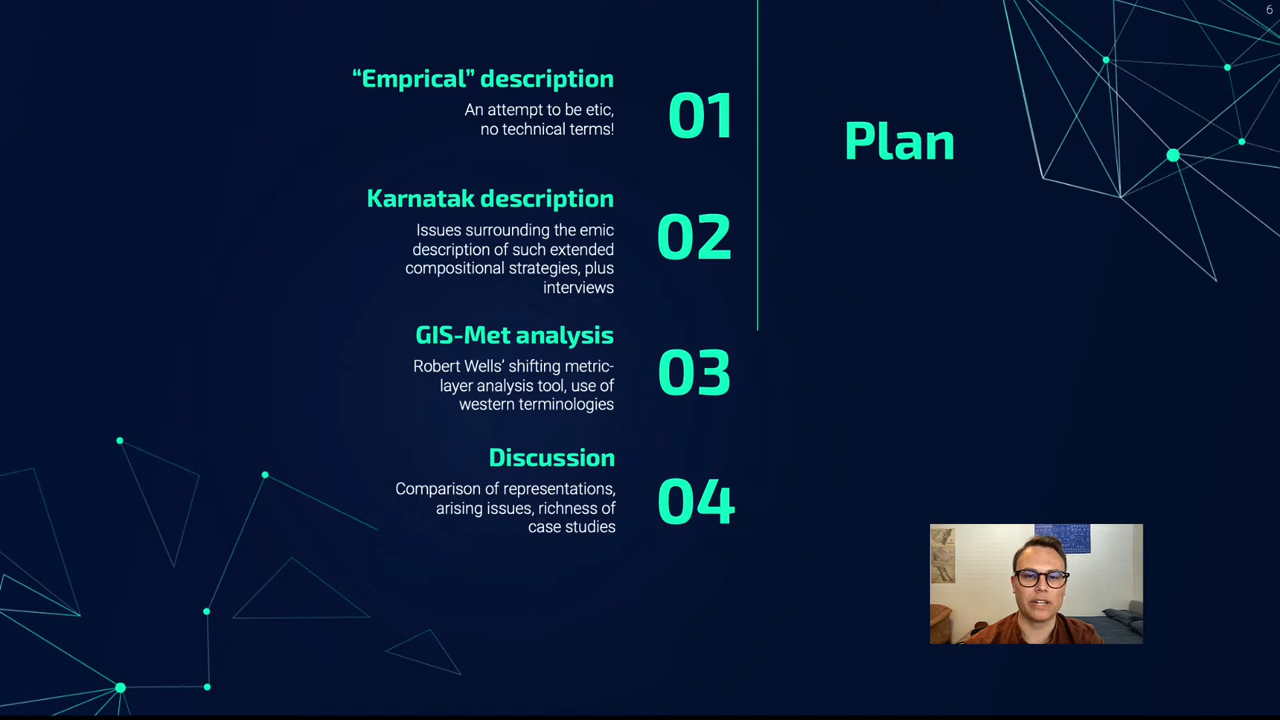 6
Plan
“Emprical” description
An attempt to be etic,
no technical terms!
01
Karnatak description
Issues surrounding the emic
description of such extended
compositional strategies, plus
interviews
02
GIS-Met analysis
Robert Wells’ shifting metric-
layer analysis tool, use of
western terminologies
03
Discussion
Comparison of representations,
arising issues, richness of
case studies
04